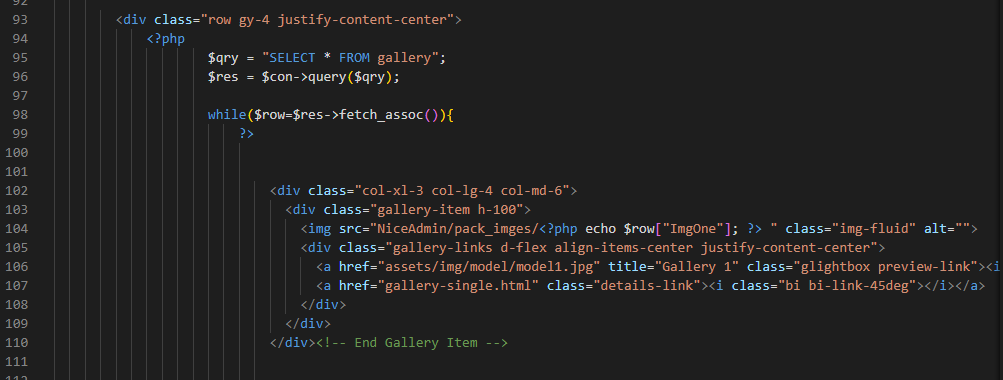 92
93 <div class="row gy-4 justify-content-center">
94 <?php
95 $qry = "SELECT * FROM gallery";
96 $res = $con->query($qry);
97
98 while($row=$res->fetch_assoc()){
99 ?>
100
101
102 <div class="col-xl-3 col-lg-4 col-md-6">
103 <div class="gallery-item h-100">
104 <img src="NiceAdmin/pack_imges/<?php echo $row["ImgOne"]; ?> " class="img-fluid" alt="">
105 <div class="gallery-links d-flex align-items-center justify-content-center">
106 <a href="assets/img/model/model1.jpg" title="Gallery 1" class="glightbox preview-link"><i
107 <a href="gallery-single.html" class="details-link"><i class="bi bi-link-45deg"></i></a>
108 </div>
109 </div>
110 </div><!-- End Gallery Item -->
111
112